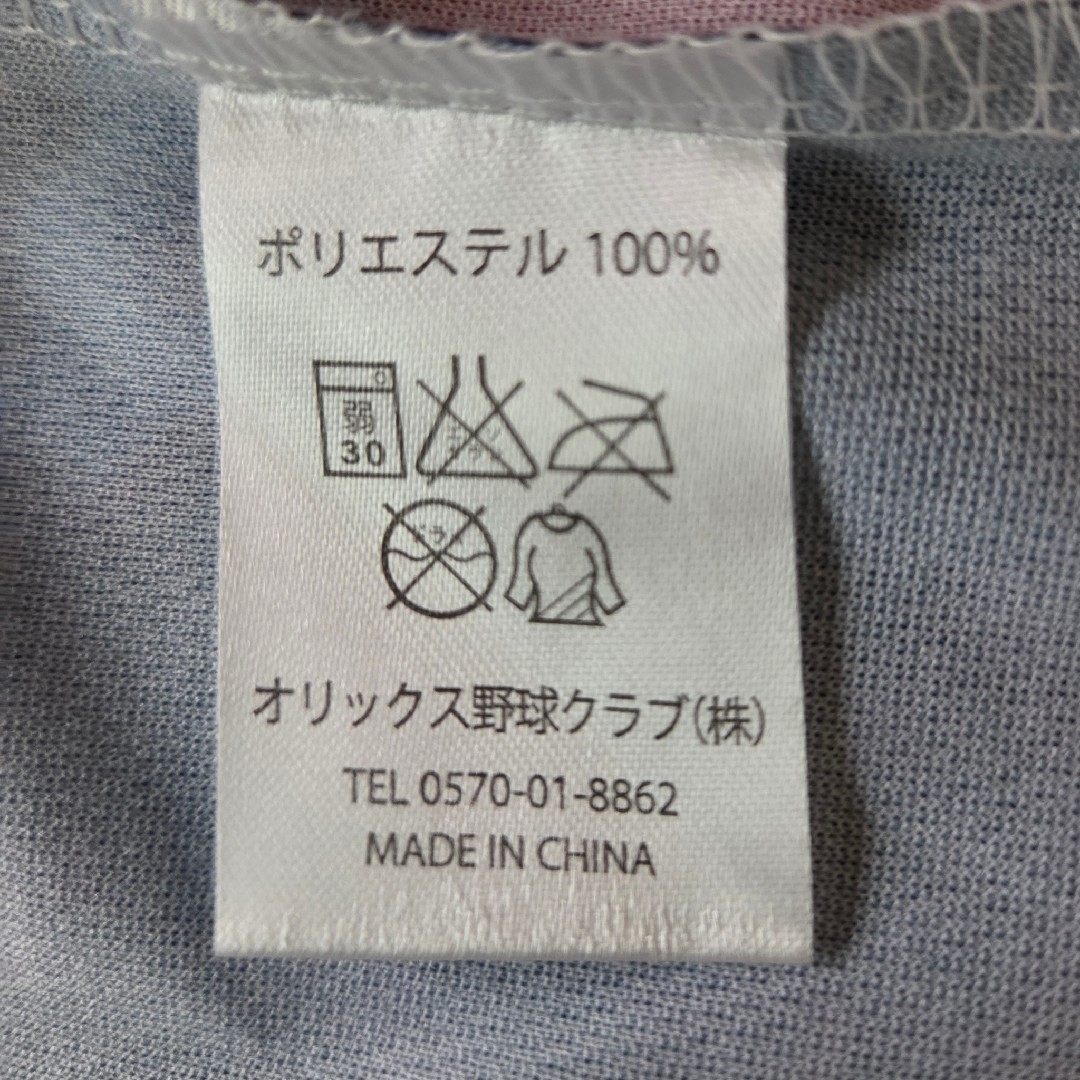 ポリエステル 100%
弱
30
オリックス野球クラブ(株)
TEL 0570-01-8862
MADE IN CHINA